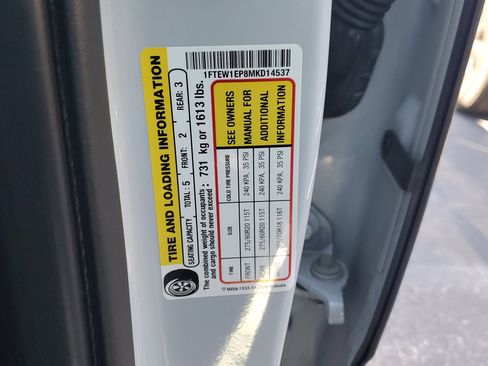 1FTEW1EP8MKD14537
TIRE AND LOADING INFORMATION
SEATING CAPACITY TOTAL: 5 FRONT: 2 REAR: 3
The combined weight of occupants and cargo should never exceed: 731 kg or 1613 lbs.
TIRE SIZE COLD TIRE PRESSURE SEE OWNERS MANUAL FOR ADDITIONAL INFORMATION
FRONT 275/60R20 115T 240 KPA, 35 PSI
275/60R20 115T 240 KPA, 35 PSI
116T 240 KPA, 35 PSI